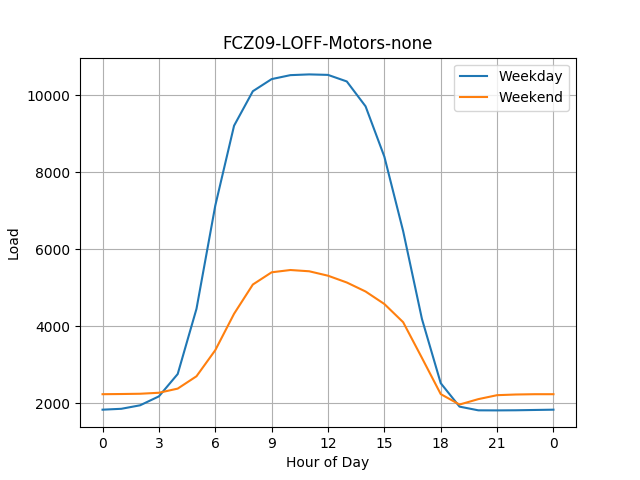 FCZ09-LOFF-Motors-none
Weekday
Weekend
10000
8000
6000
4000
2000
Load
0 3 6 9 12 15 18 21 0
Hour of Day